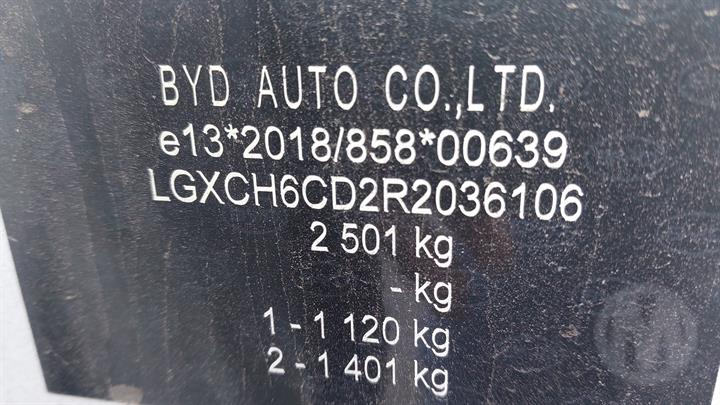 BYD AUTO CO.,LTD.
e13*2018/858*00639
LGXCH6CD2R2036106
2 501 kg
- kg
1 - 1 120 kg
2 - 1 401 kg